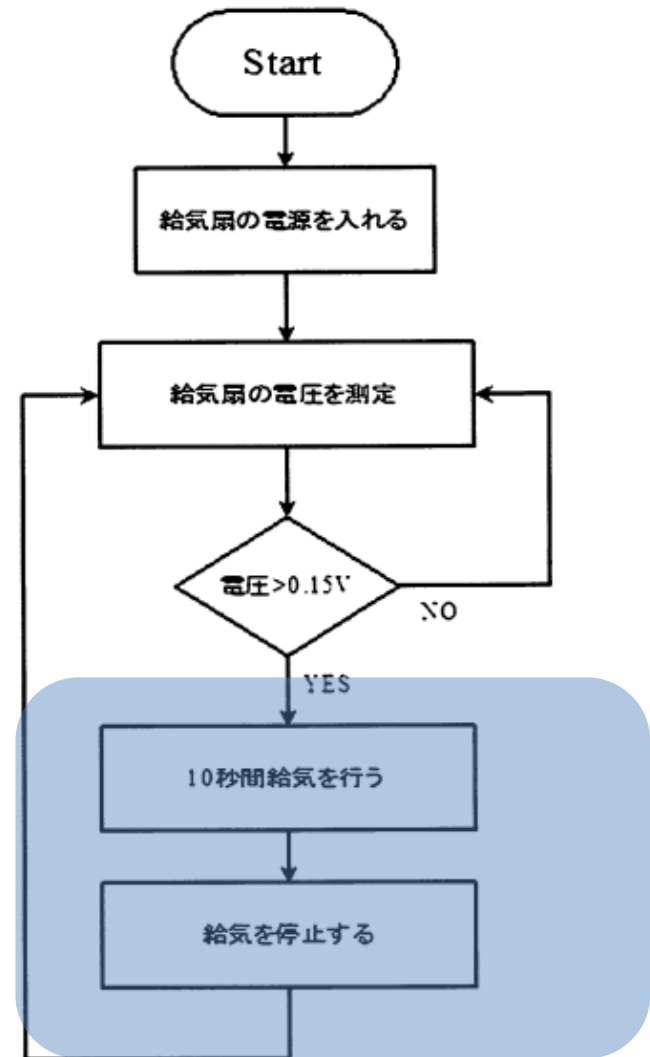 Start
給気扇の電源を入れる
給気扇の電圧を測定
電圧>0.15V
NO
YES
10秒間給気を行う
給気を停止する